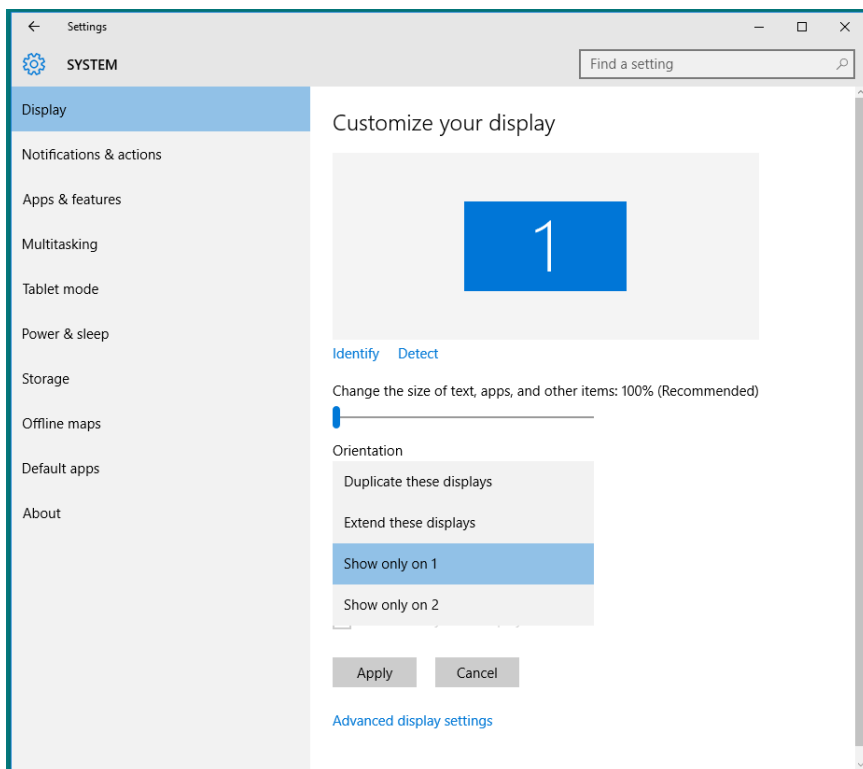 Settings
SYSTEM
Find a setting
Display
Notifications & actions
Apps & features
Multitasking
Tablet mode
Power & sleep
Storage
Offline maps
Default apps
About
Customize your display
1
Identify Detect
Change the size of text, apps, and other items: 100% (Recommended)
Orientation
Duplicate these displays
Extend these displays
Show only on 1
Show only on 2
Apply Cancel
Advanced display settings